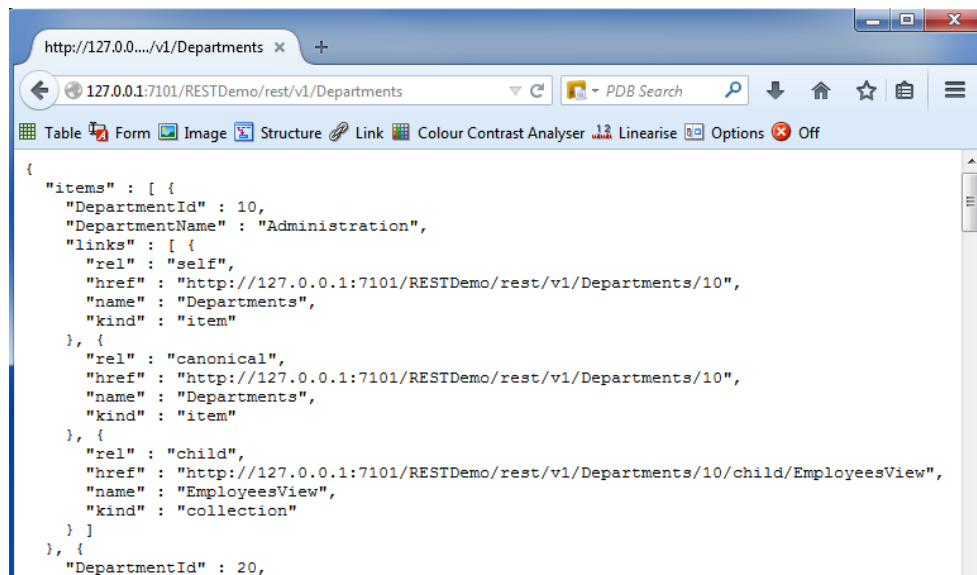 http://127.0.0..../v1/Departments
127.0.0.1:7101/RESTDemo/rest/v1/Departments
PDB Search
Table Form Image Structure Link Colour Contrast Analyser Linearise Options Off
{
  "items" : [ {
    "DepartmentId" : 10,
    "DepartmentName" : "Administration",
    "links" : [ {
      "rel" : "self",
      "href" : "http://127.0.0.1:7101/RESTDemo/rest/v1/Departments/10",
      "name" : "Departments",
      "kind" : "item"
    }, {
      "rel" : "canonical",
      "href" : "http://127.0.0.1:7101/RESTDemo/rest/v1/Departments/10",
      "name" : "Departments",
      "kind" : "item"
    }, {
      "rel" : "child",
      "href" : "http://127.0.0.1:7101/RESTDemo/rest/v1/Departments/10/child/EmployeesView",
      "name" : "EmployeesView",
      "kind" : "collection"
    } ]
  }, {
    "DepartmentId" : 20,